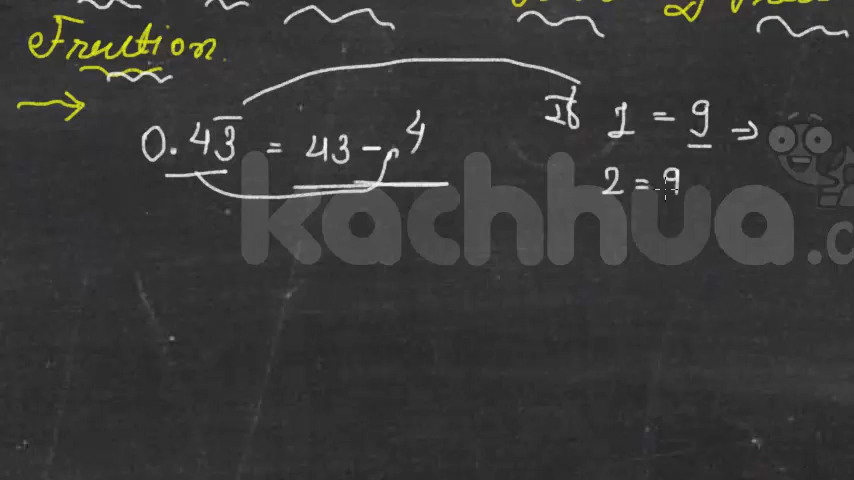 Fraction
→ 0.43̅ = 43 - 4
If 1 = 9 →
2 = 9
kachhua.c